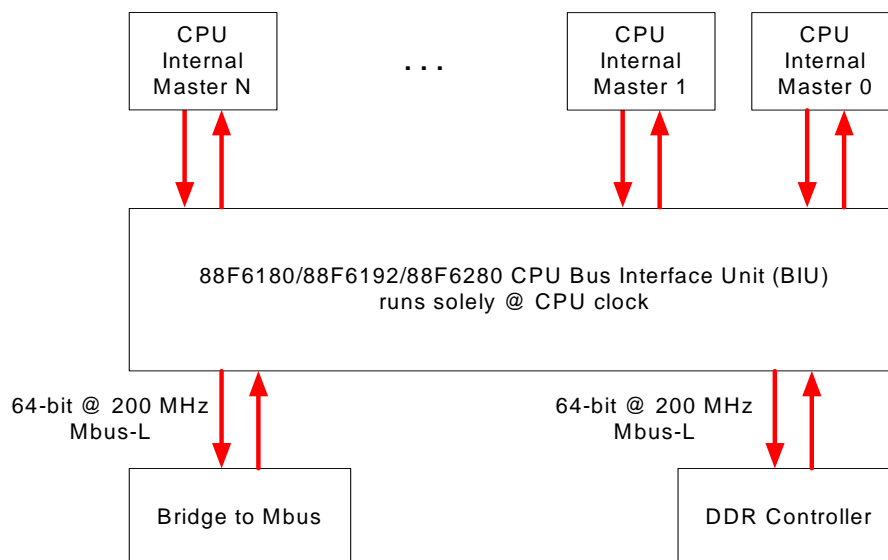 CPU
Internal
Master N
. . .
CPU
Internal
Master 1
CPU
Internal
Master 0
88F6180/88F6192/88F6280 CPU Bus Interface Unit (BIU)
runs solely @ CPU clock
64-bit @ 200 MHz
Mbus-L
64-bit @ 200 MHz
Mbus-L
Bridge to Mbus
DDR Controller